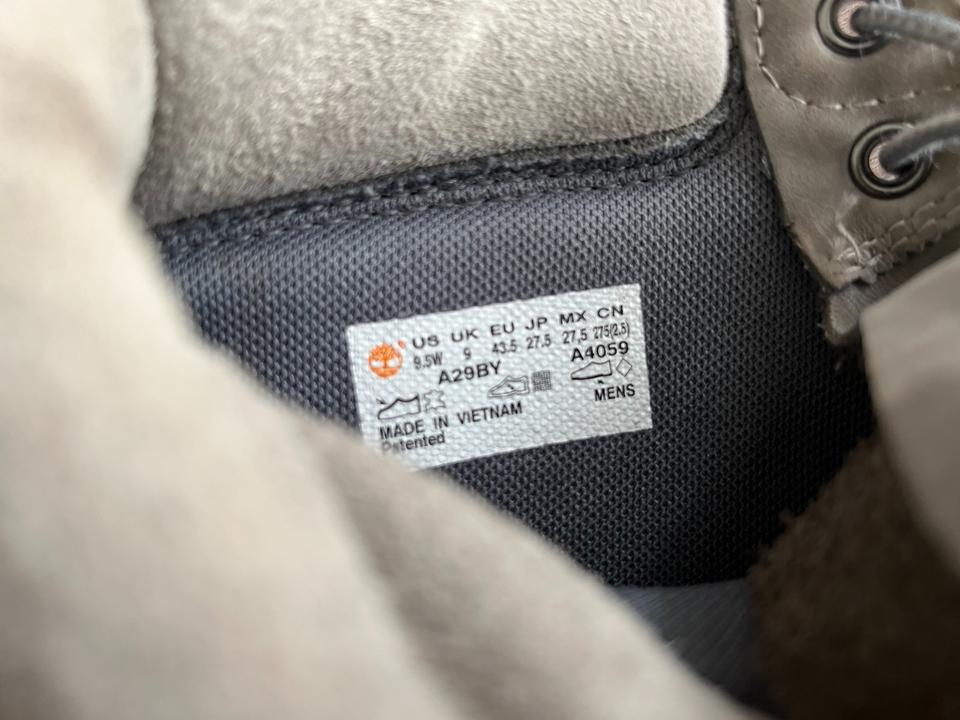 US UK EU JP MX CN
9.5W 9 43.5 27.5 27.5 275(2.5)
A29BY A4059
MENS
MADE IN VIETNAM
Patented